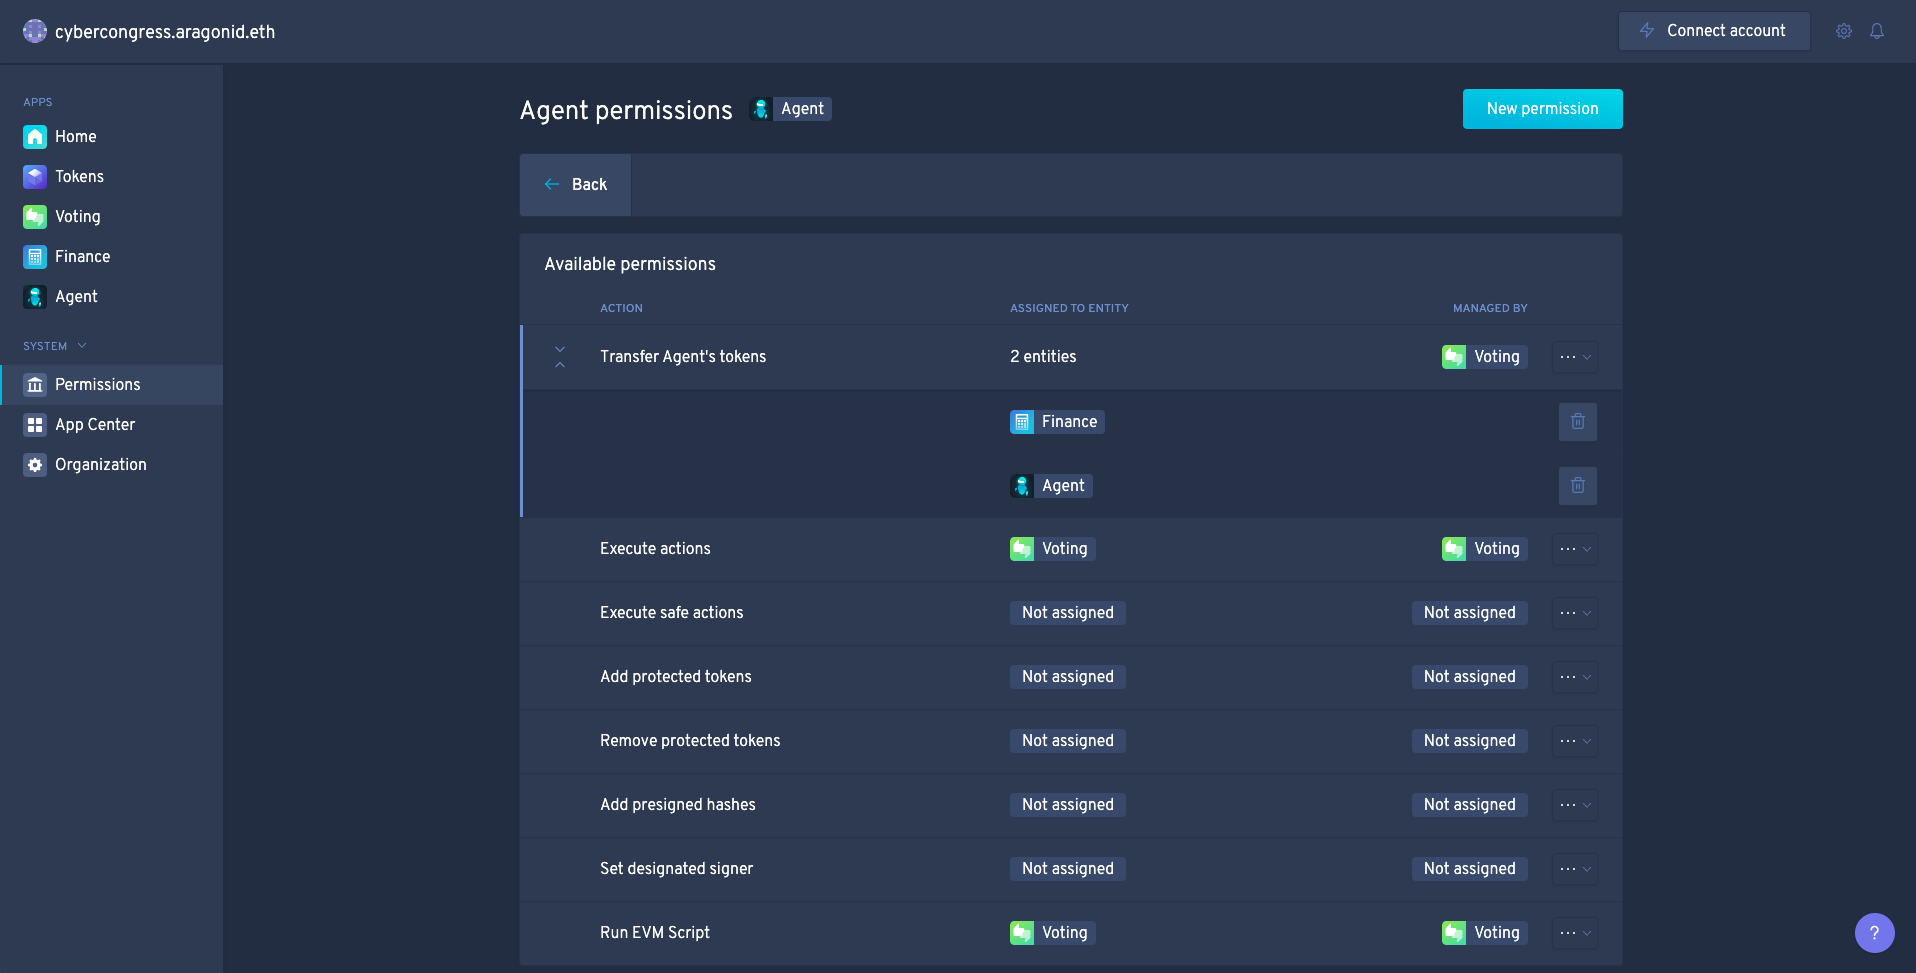 cybercongress.aragonid.eth
Connect account
APPS
Home
Tokens
Voting
Finance
Agent
SYSTEM
Permissions
App Center
Organization
Agent permissions Agent
New permission
Back
Available permissions
ACTION ASSIGNED TO ENTITY MANAGED BY
Transfer Agent's tokens 2 entities Voting
Finance
Agent
Execute actions Voting Voting
Execute safe actions Not assigned Not assigned
Add protected tokens Not assigned Not assigned
Remove protected tokens Not assigned Not assigned
Add presigned hashes Not assigned Not assigned
Set designated signer Not assigned Not assigned
Run EVM Script Voting Voting
?